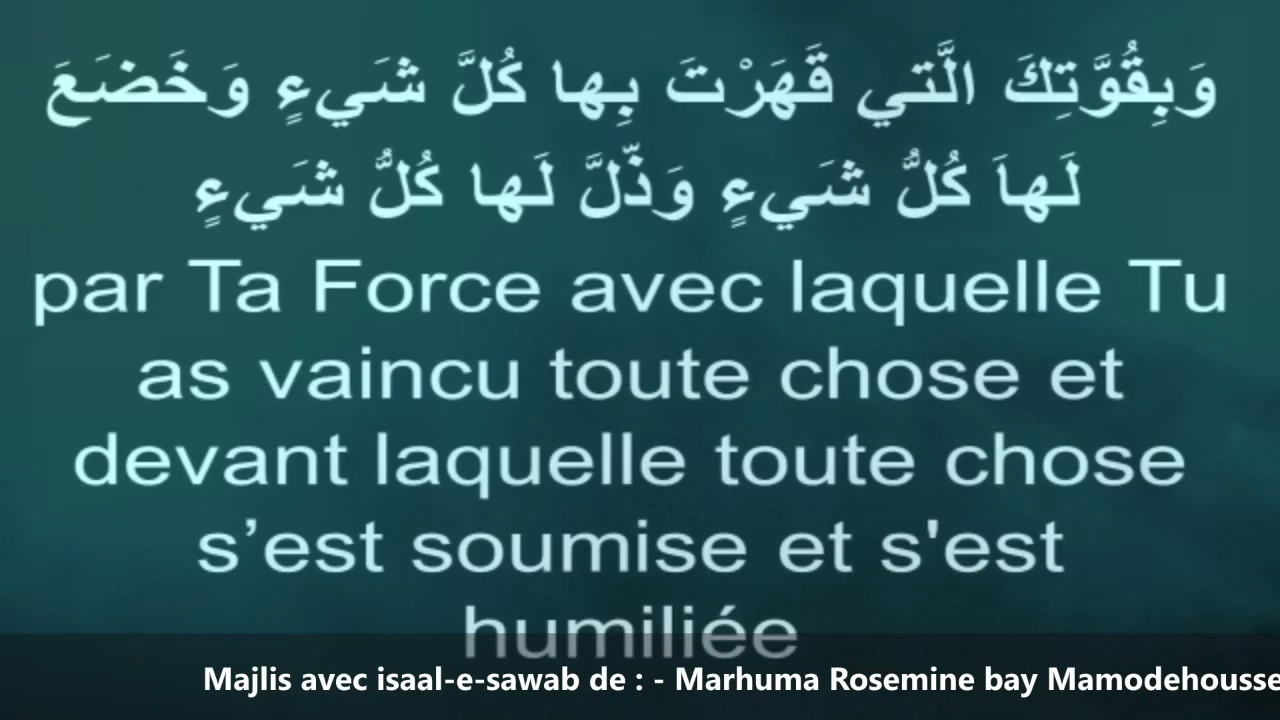 وَبِقُوَّتِكَ الَّتي قَهَرْتَ بِها كُلَّ شَيءٍ وَخَضَعَ
لَهاَ كُلُّ شَيءٍ وَذّلَّ لَها كُلُّ شَيءٍ
par Ta Force avec laquelle Tu
as vaincu toute chose et
devant laquelle toute chose
s’est soumise et s'est
humiliée
Majlis avec isaal-e-sawab de : - Marhuma Rosemine bay Mamodehousse